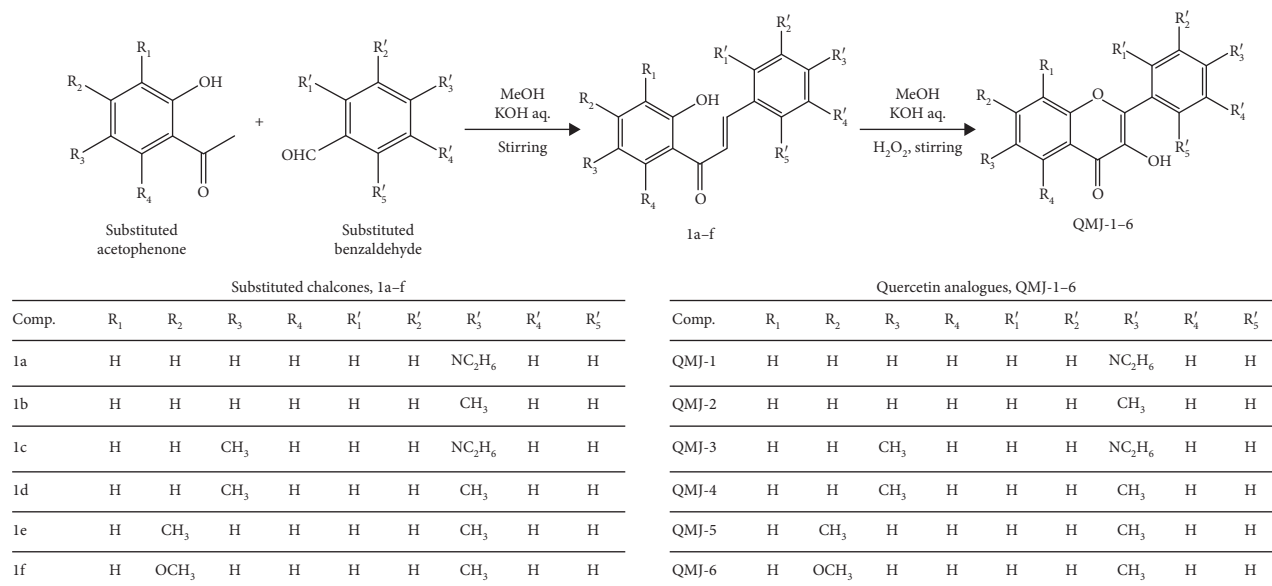 R₁
R₂
OH
R₃
R₄
O
+
R′₁
R′₂
R′₃
OHC
R′₄
R′₅
MeOH
KOH aq.
Stirring
R₁
R₂
OH
R₃
R₄
O
R′₁
R′₂
R′₃
R′₄
R′₅
MeOH
KOH aq.
H₂O₂, stirring
R₁
R₂
O
R₃
R₄
O
OH
R′₁
R′₂
R′₃
R′₄
R′₅
Substituted
acetophenone
Substituted
benzaldehyde
1a–f
QMJ-1–6
Substituted chalcones, 1a–f
Comp. R₁ R₂ R₃ R₄ R′₁ R′₂ R′₃ R′₄ R′₅
1a H H H H H H NC₂H₆ H H
1b H H H H H H CH₃ H H
1c H H CH₃ H H H NC₂H₆ H H
1d H H CH₃ H H H CH₃ H H
1e H CH₃ H H H H CH₃ H H
1f H OCH₃ H H H H CH₃ H H
Quercetin analogues, QMJ-1–6
Comp. R₁ R₂ R₃ R₄ R′₁ R′₂ R′₃ R′₄ R′₅
QMJ-1 H H H H H H NC₂H₆ H H
QMJ-2 H H H H H H CH₃ H H
QMJ-3 H H CH₃ H H H NC₂H₆ H H
QMJ-4 H H CH₃ H H H CH₃ H H
QMJ-5 H CH₃ H H H H CH₃ H H
QMJ-6 H OCH₃ H H H H CH₃ H H